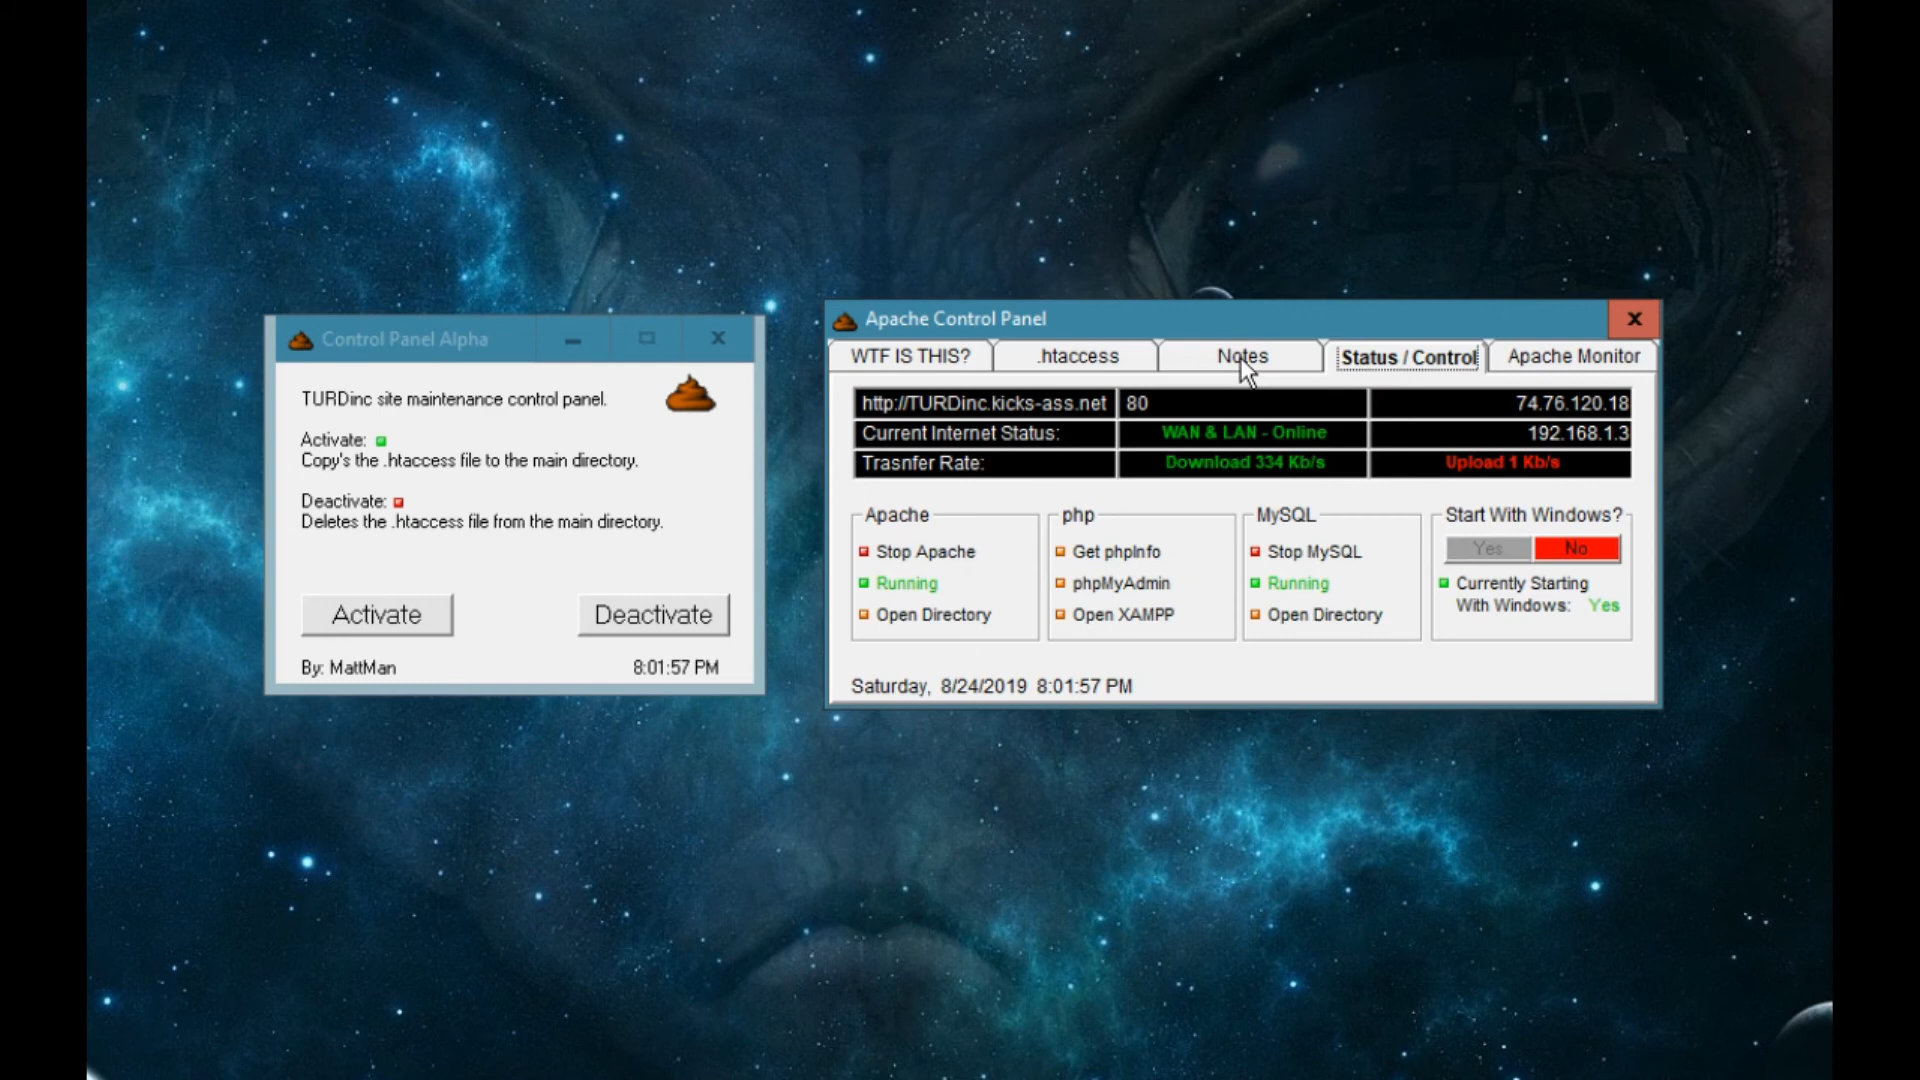 Control Panel Alpha
TURDinc site maintenance control panel.
Activate:
Copy's the .htaccess file to the main directory.
Deactivate:
Deletes the .htaccess file from the main directory.
Activate
Deactivate
By: MattMan
8:01:57 PM
Apache Control Panel
WTF IS THIS?
.htaccess
Notes
Status / Control
Apache Monitor
http://TURDinc.kicks-ass.net 80 74.76.120.18
Current Internet Status: WAN & LAN - Online 192.168.1.3
Trasnfer Rate: Download 334 Kb/s Upload 1 Kb/s
Apache
Stop Apache
Running
Open Directory
php
Get phpInfo
phpMyAdmin
Open XAMPP
MySQL
Stop MySQL
Running
Open Directory
Start With Windows?
Yes No
Currently Starting
With Windows: Yes
Saturday, 8/24/2019 8:01:57 PM